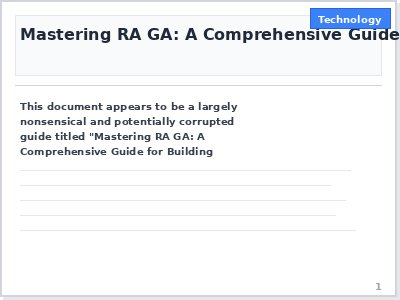 Technology
Mastering RA GA: A Comprehensive Guide
This document appears to be a largely
nonsensical and potentially corrupted
guide titled "Mastering RA GA: A
Comprehensive Guide for Building
1